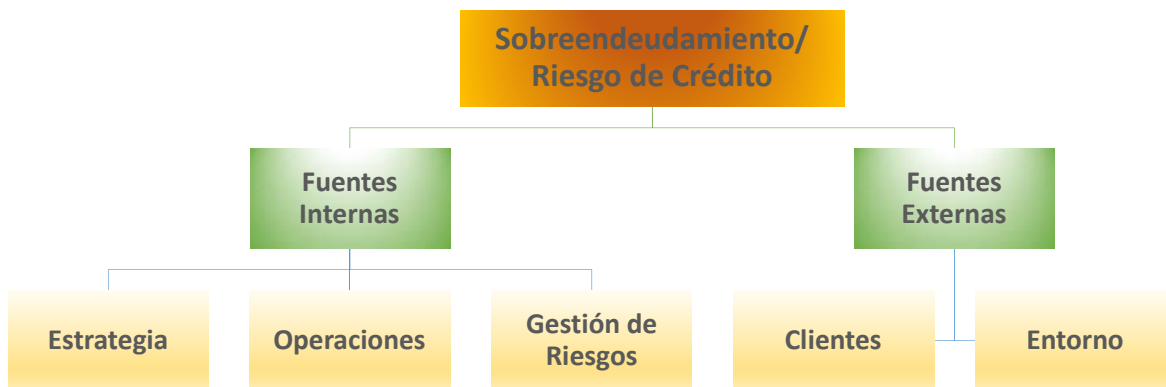 Sobreendeudamiento/
Riesgo de Crédito
Fuentes
Internas
Fuentes
Externas
Estrategia
Operaciones
Gestión de
Riesgos
Clientes
Entorno